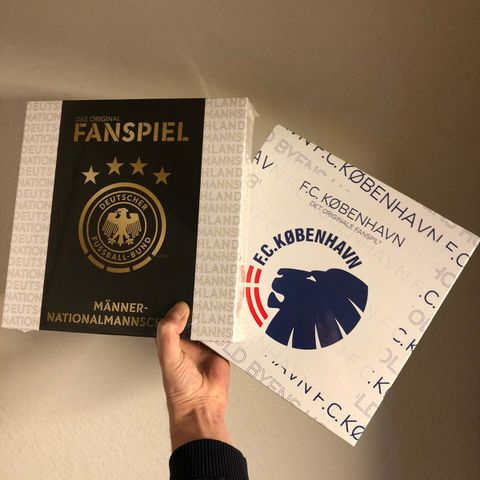 DAS ORIGINAL
FANSPIEL
DEUTSCHER
FUSSBALL-BUND
MÄNNER-
NATIONALMANNSCH
F.C. KØBENHAVN
DET ORIGINALE FANSPIL
F.C.KØBENHAVN